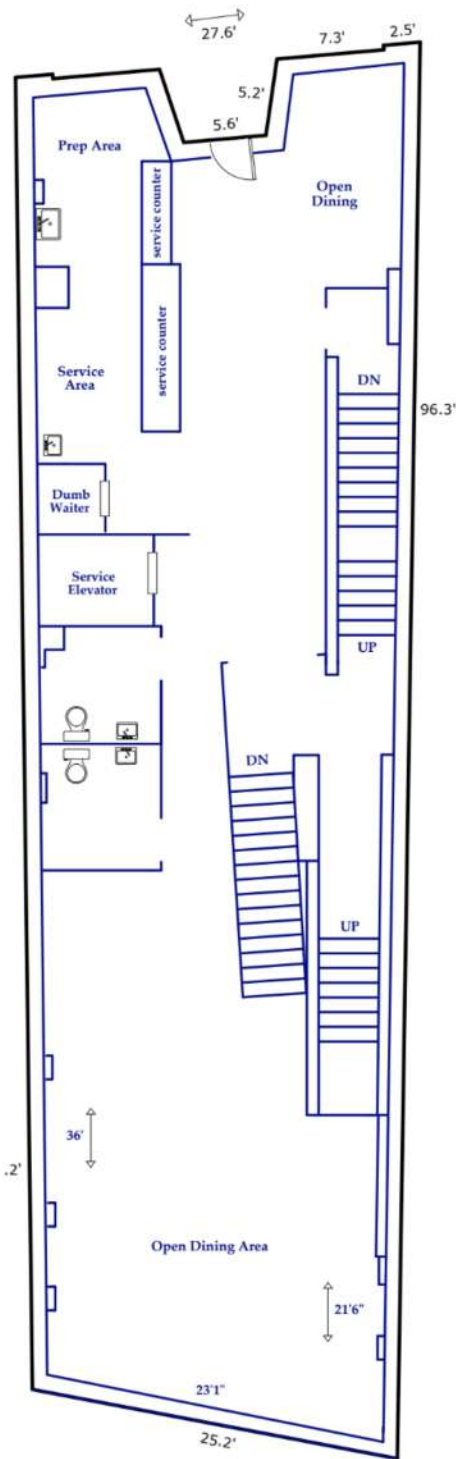 27.6'
7.3'
2.5'
5.2'
5.6'
Prep Area
service counter
Open
Dining
service counter
Service
Area
DN
96.3'
Dumb
Waiter
Service
Elevator
UP
DN
UP
36'
.2'
Open Dining Area
21'6"
23'1"
25.2'